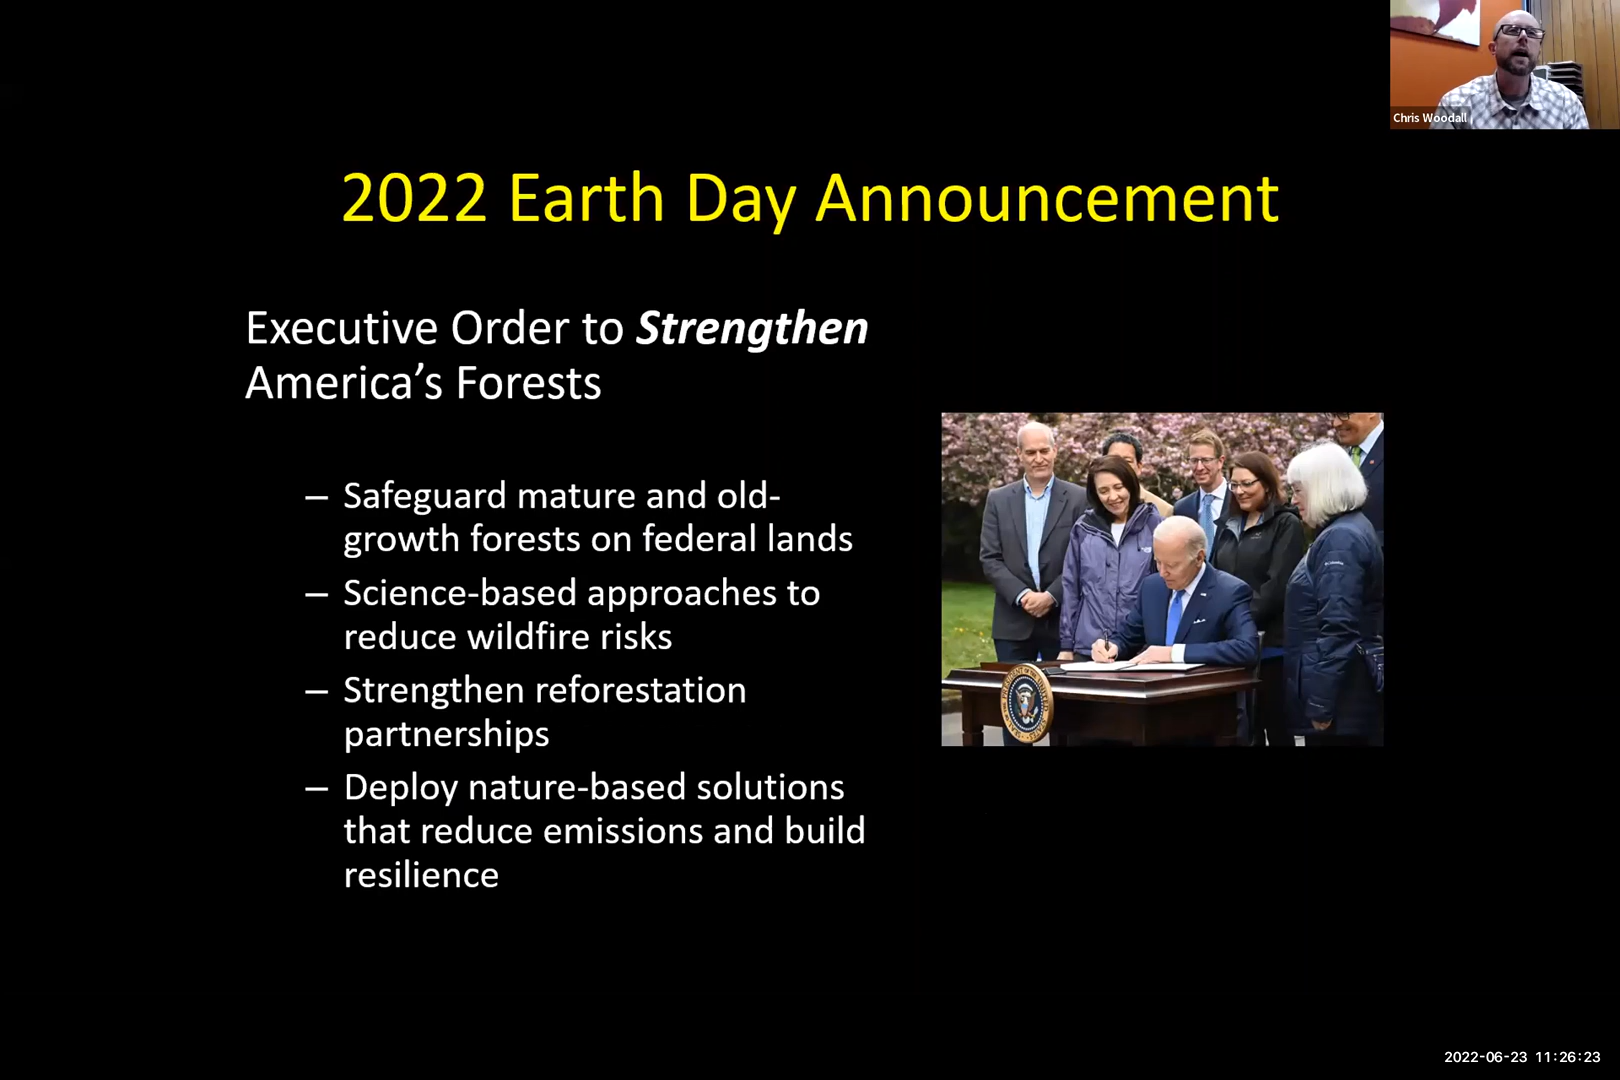 Chris Woodall
2022 Earth Day Announcement
Executive Order to Strengthen
America’s Forests
– Safeguard mature and old-
growth forests on federal lands
– Science-based approaches to
reduce wildfire risks
– Strengthen reforestation
partnerships
– Deploy nature-based solutions
that reduce emissions and build
resilience
2022-06-23 11:26:23